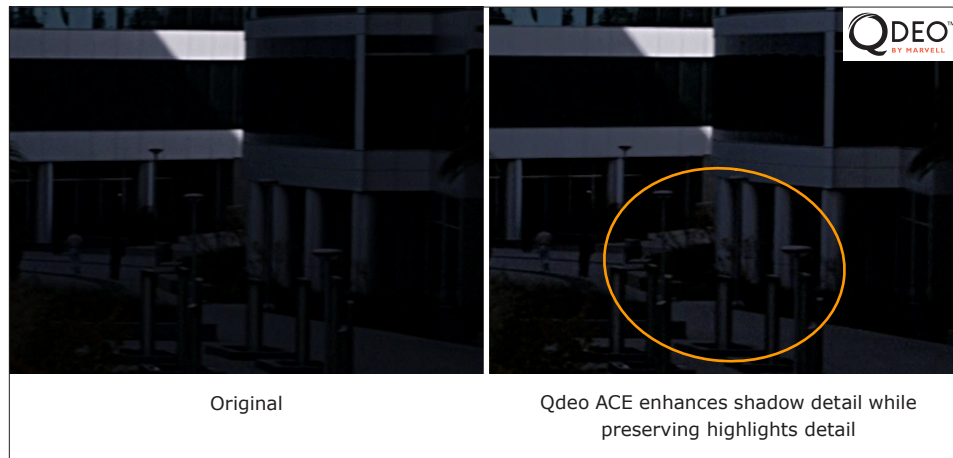 QDEO™
BY MARVELL
Original
Qdeo ACE enhances shadow detail while
preserving highlights detail